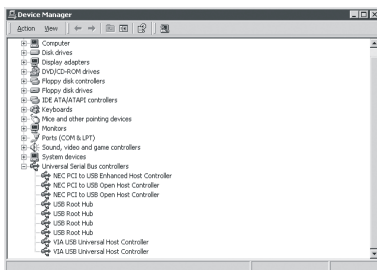 Device Manager
Action View
Computer
Disk drives
Display adapters
DVD/CD-ROM drives
Floppy disk controllers
Floppy disk drives
IDE ATA/ATAPI controllers
Keyboards
Mice and other pointing devices
Monitors
Ports (COM & LPT)
Sound, video and game controllers
System devices
Universal Serial Bus controllers
NEC PCI to USB Enhanced Host Controller
NEC PCI to USB Open Host Controller
NEC PCI to USB Open Host Controller
USB Root Hub
USB Root Hub
USB Root Hub
USB Root Hub
VIA USB Universal Host Controller
VIA USB Universal Host Controller